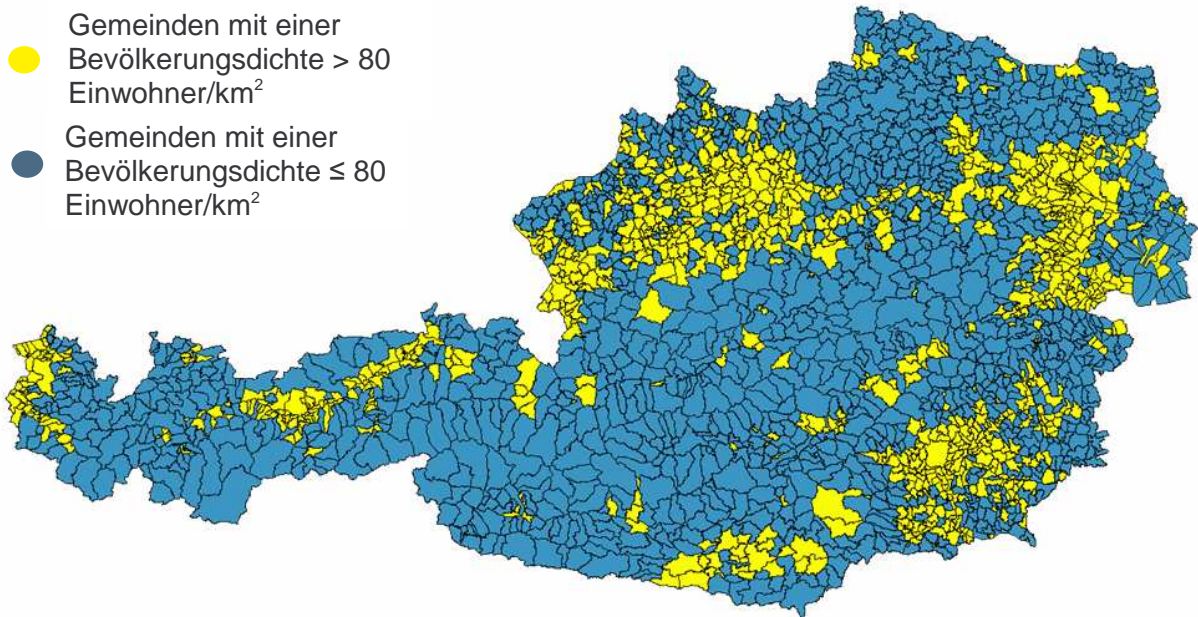 Gemeinden mit einer
Bevölkerungsdichte > 80
Einwohner/km²
Gemeinden mit einer
Bevölkerungsdichte ≤ 80
Einwohner/km²